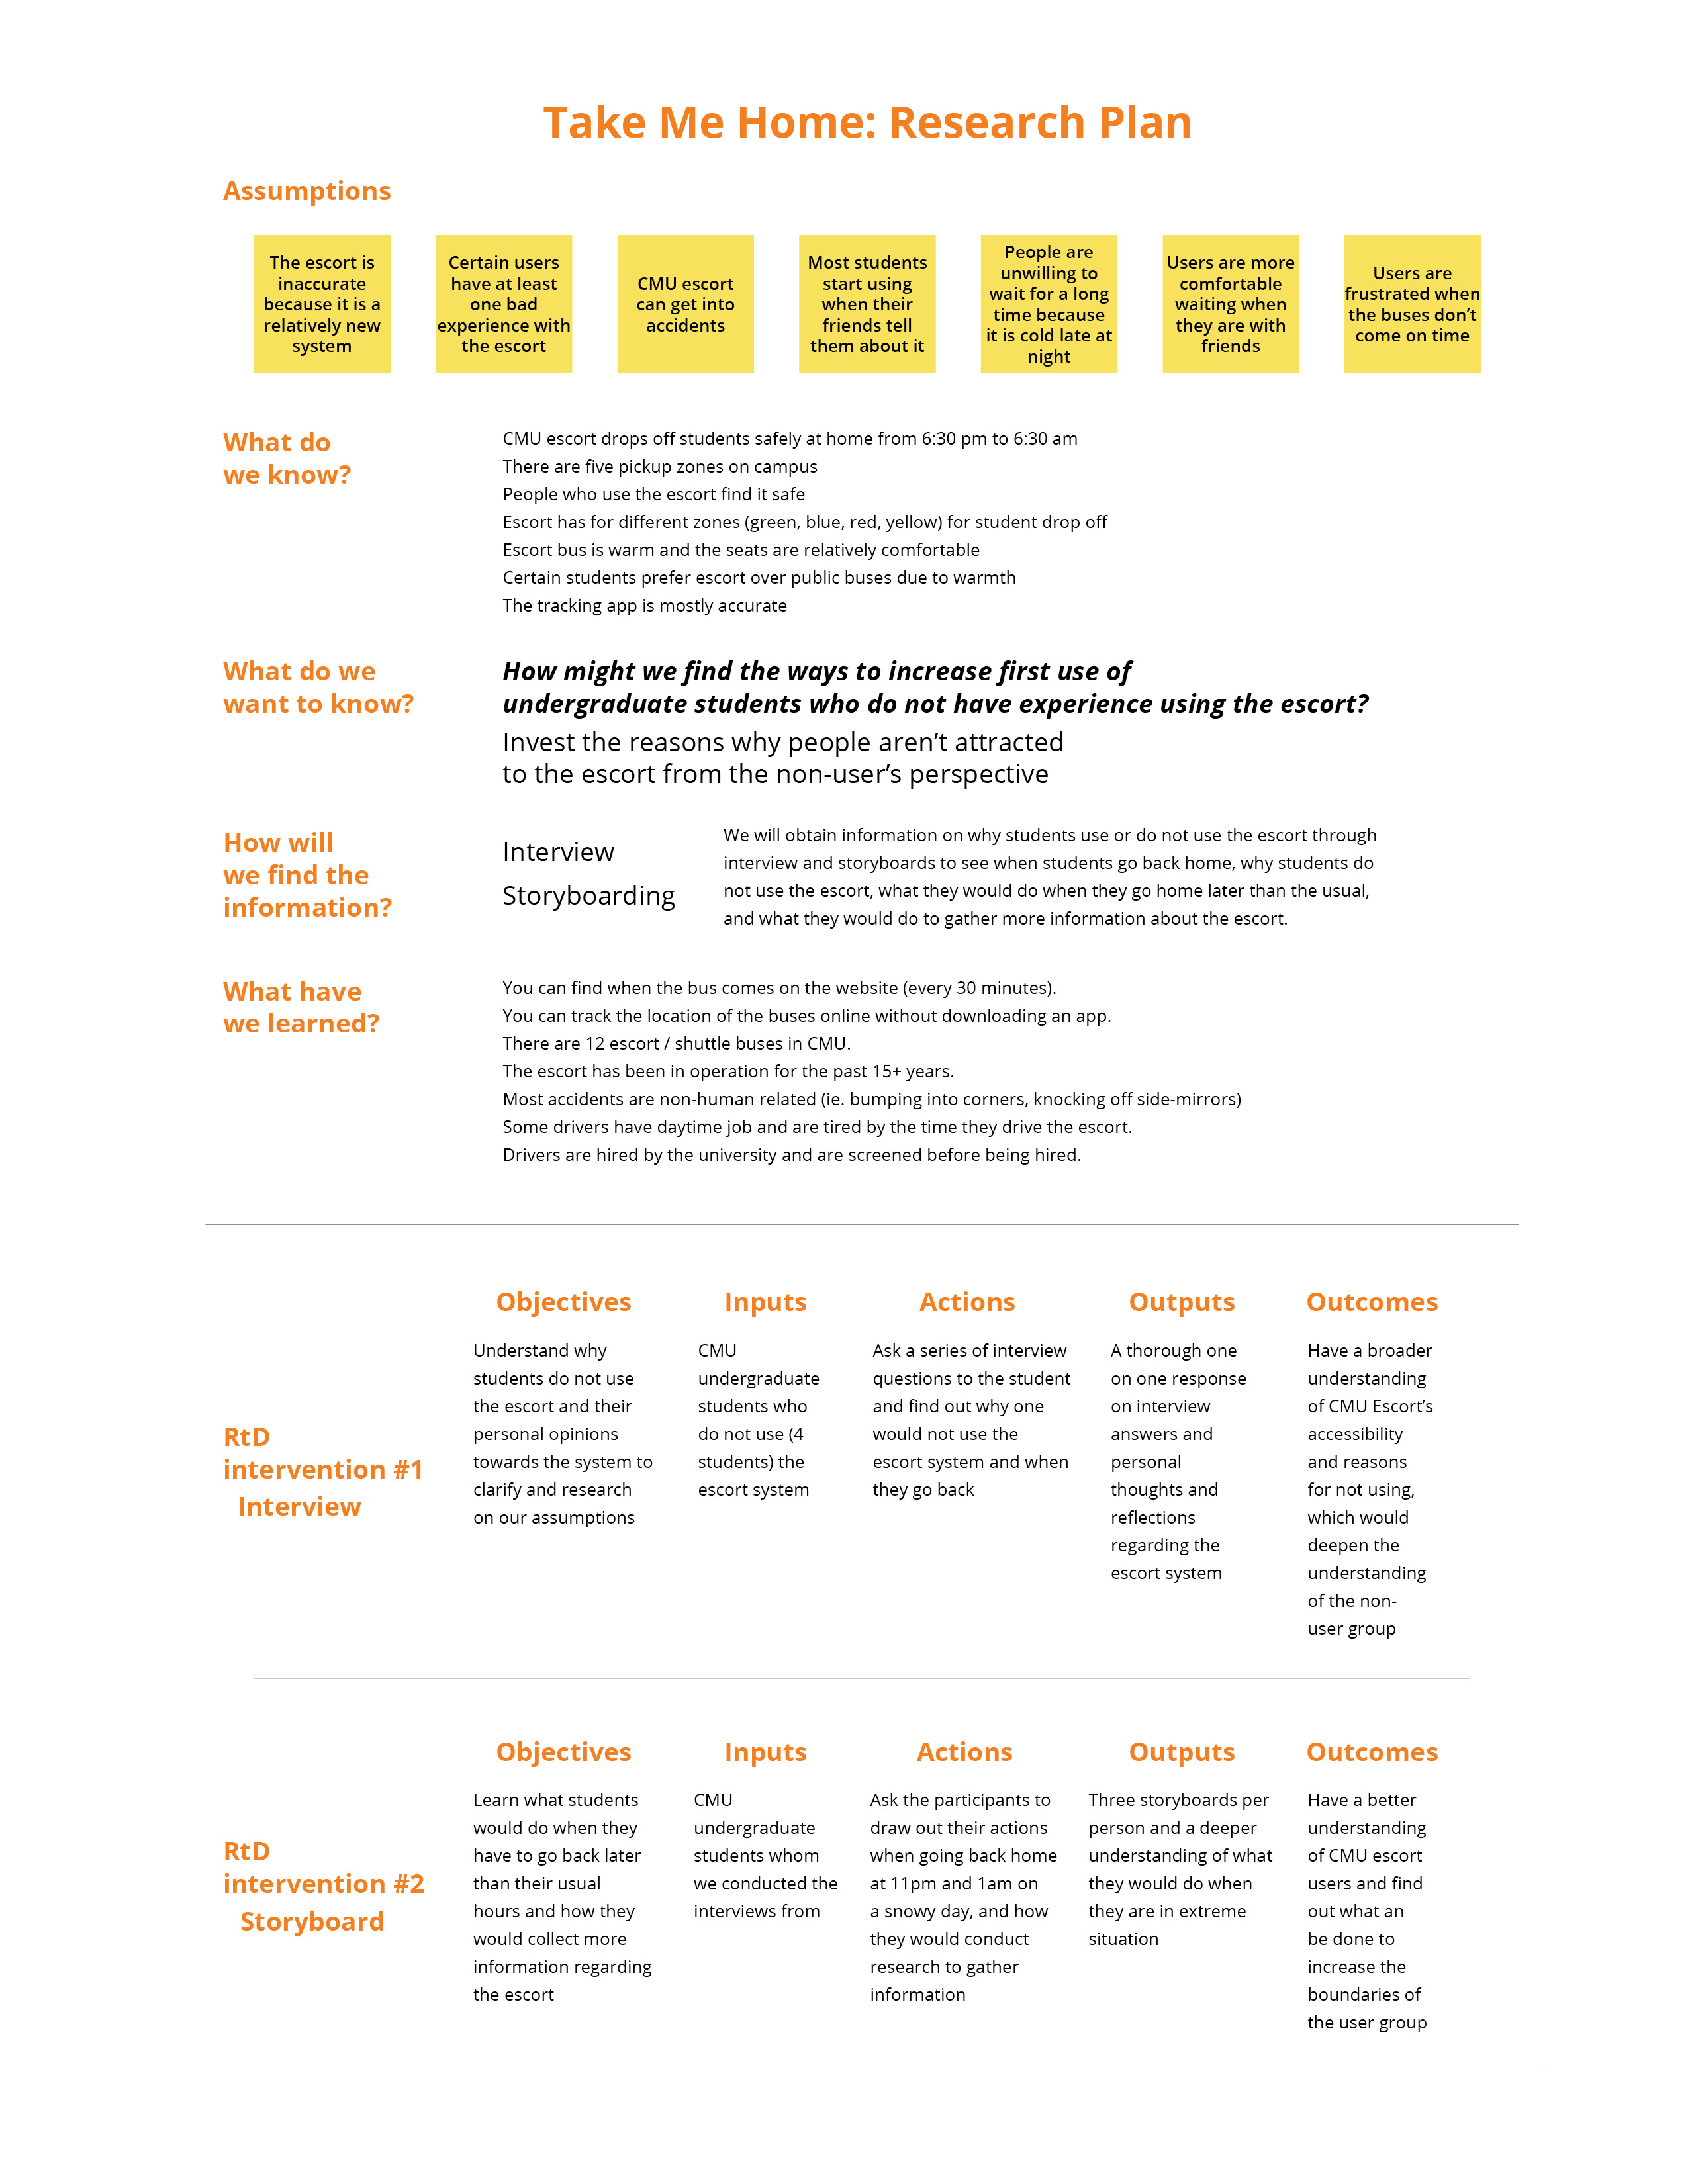 Take Me Home: Research Plan
Assumptions
The escort is
inaccurate
because it is a
relatively new
system
Certain users
have at least
one bad
experience with
the escort
CMU escort
can get into
accidents
Most students
start using
when their
friends tell
them about it
People are
unwilling to
wait for a long
time because
it is cold late at
night
Users are more
comfortable
waiting when
they are with
friends
Users are
frustrated when
the buses don’t
come on time
What do
we know?
CMU escort drops off students safely at home from 6:30 pm to 6:30 am
There are five pickup zones on campus
People who use the escort find it safe
Escort has for different zones (green, blue, red, yellow) for student drop off
Escort bus is warm and the seats are relatively comfortable
Certain students prefer escort over public buses due to warmth
The tracking app is mostly accurate
What do we
want to know?
How might we find the ways to increase first use of
undergraduate students who do not have experience using the escort?
Invest the reasons why people aren’t attracted
to the escort from the non-user’s perspective
How will
we find the
information?
Interview
Storyboarding
We will obtain information on why students use or do not use the escort through
interview and storyboards to see when students go back home, why students do
not use the escort, what they would do when they go home later than the usual,
and what they would do to gather more information about the escort.
What have
we learned?
You can find when the bus comes on the website (every 30 minutes).
You can track the location of the buses online without downloading an app.
There are 12 escort / shuttle buses in CMU.
The escort has been in operation for the past 15+ years.
Most accidents are non-human related (ie. bumping into corners, knocking off side-mirrors)
Some drivers have daytime job and are tired by the time they drive the escort.
Drivers are hired by the university and are screened before being hired.
RtD
intervention #1
Interview
Objectives
Understand why
students do not use
the escort and their
personal opinions
towards the system to
clarify and research
on our assumptions
Inputs
CMU
undergraduate
students who
do not use (4
students) the
escort system
Actions
Ask a series of interview
questions to the student
and find out why one
would not use the
escort system and when
they go back
Outputs
A thorough one
on one response
on interview
answers and
personal
thoughts and
reflections
regarding the
escort system
Outcomes
Have a broader
understanding
of CMU Escort’s
accessibility
and reasons
for not using,
which would
deepen the
understanding
of the non-
user group
RtD
intervention #2
Storyboard
Objectives
Learn what students
would do when they
have to go back later
than their usual
hours and how they
would collect more
information regarding
the escort
Inputs
CMU
undergraduate
students whom
we conducted the
interviews from
Actions
Ask the participants to
draw out their actions
when going back home
at 11pm and 1am on
a snowy day, and how
they would conduct
research to gather
information
Outputs
Three storyboards per
person and a deeper
understanding of what
they would do when
they are in extreme
situation
Outcomes
Have a better
understanding
of CMU escort
users and find
out what an
be done to
increase the
boundaries of
the user group